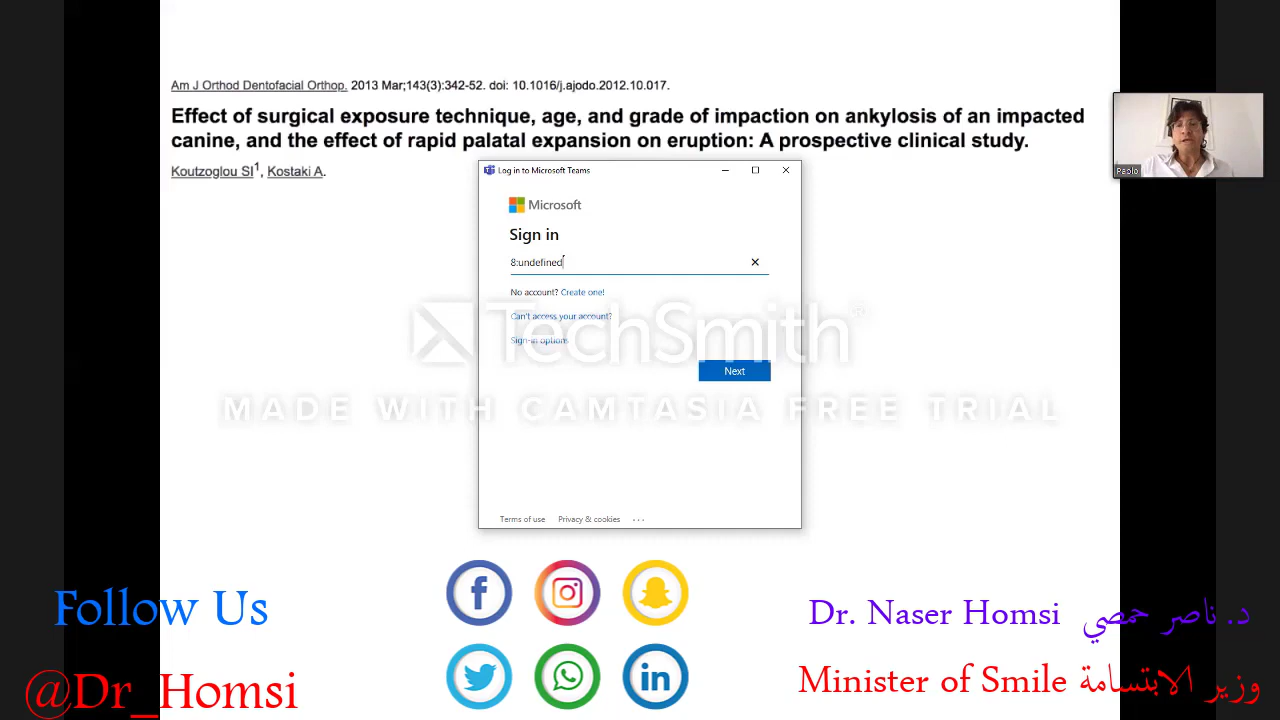 Am J Orthod Dentofacial Orthop. 2013 Mar;143(3):342-52. doi: 10.1016/j.ajodo.2012.10.017.
Effect of surgical exposure technique, age, and grade of impaction on ankylosis of an impacted
canine, and the effect of rapid palatal expansion on eruption: A prospective clinical study.
Koutzoglou SI1, Kostaki A.
Paolo
Log in to Microsoft Teams
Microsoft
Sign in
8:undefined
No account? Create one!
Can't access your account?
Sign-in options
Next
TechSmith®
MADE WITH CAMTASIA FREE TRIAL
Terms of use Privacy & cookies ...
Follow Us
@Dr_Homsi
Dr. Naser Homsi د. ناصر حمصي
Minister of Smile وزير الابتسامة